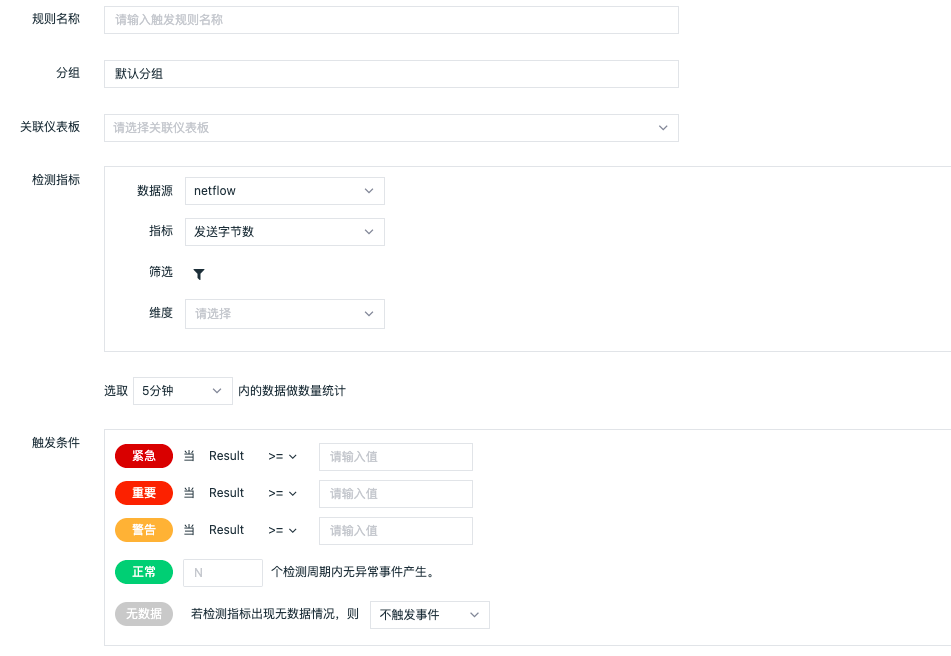 规则名称 请输入触发规则名称
分组 默认分组
关联仪表板 请选择关联仪表板
检测指标
数据源 netflow
指标 发送字节数
筛选
维度 请选择
选取 5分钟 内的数据做数量统计
触发条件
紧急 当 Result >= 请输入值
重要 当 Result >= 请输入值
警告 当 Result >= 请输入值
正常 N 个检测周期内无异常事件产生。
无数据 若检测指标出现无数据情况，则 不触发事件